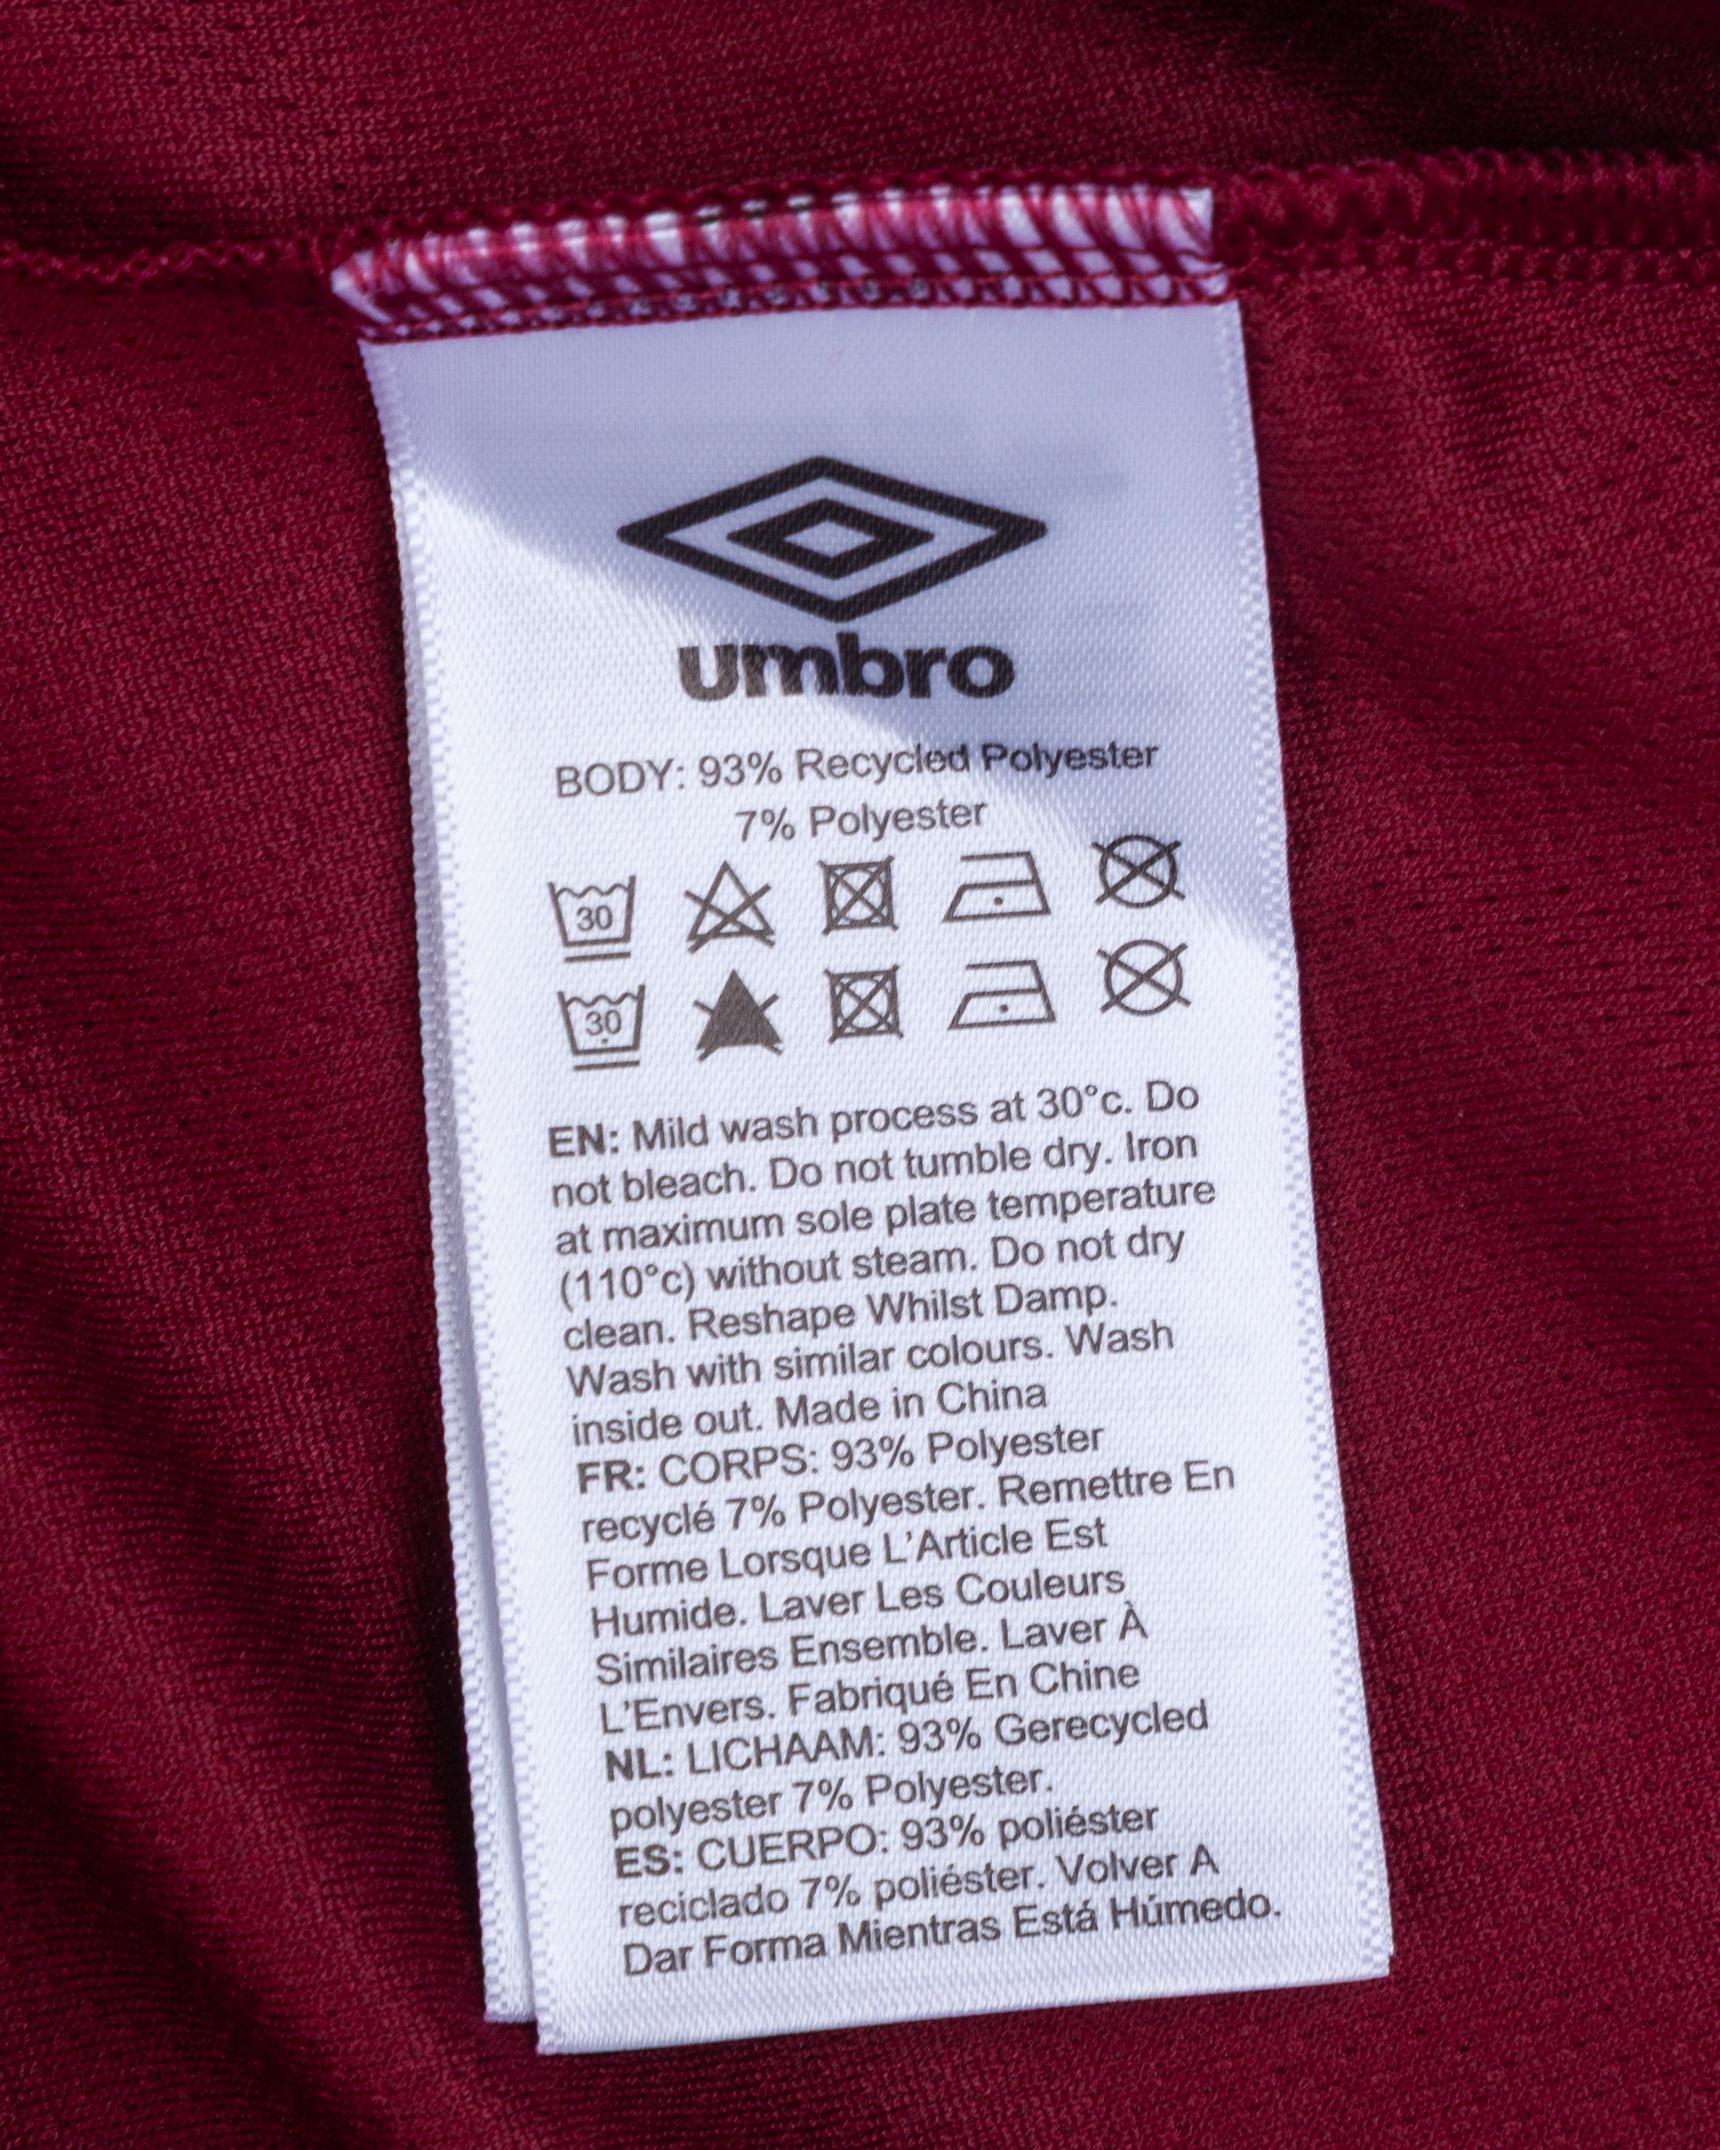 umbro
BODY: 93% Recycled Polyester
7% Polyester
30
30
EN: Mild wash process at 30°c. Do
not bleach. Do not tumble dry. Iron
at maximum sole plate temperature
(110°c) without steam. Do not dry
clean. Reshape Whilst Damp.
Wash with similar colours. Wash
inside out. Made in China
FR: CORPS: 93% Polyester
recyclé 7% Polyester. Remettre En
Forme Lorsque L'Article Est
Humide. Laver Les Couleurs
Similaires Ensemble. Laver À
L'Envers. Fabriqué En Chine
NL: LICHAAM: 93% Gerecycled
polyester 7% Polyester.
ES: CUERPO: 93% poliéster
reciclado 7% poliéster. Volver A
Dar Forma Mientras Está Húmedo.